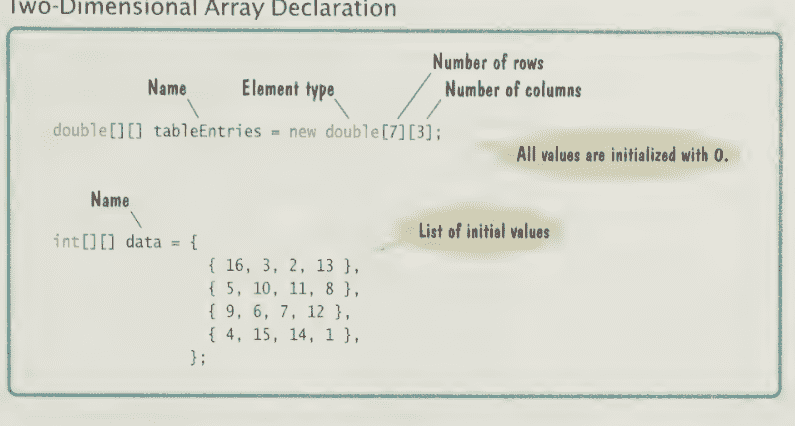 Two-Dimensional Array Declaration
Number of rows
Name Element type Number of columns
double[][] tableEntries = new double[7][3];
All values are initialized with 0.
Name
List of initial values
int[][] data = {
{ 16, 3, 2, 13 },
{ 5, 10, 11, 8 },
{ 9, 6, 7, 12 },
{ 4, 15, 14, 1 },
};